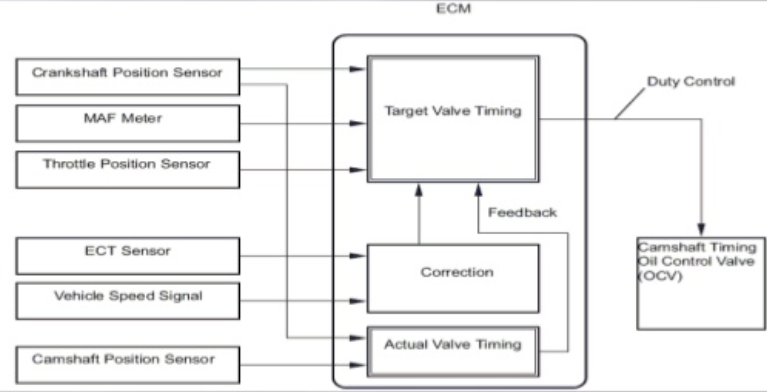 ECM
Crankshaft Position Sensor
MAF Meter
Throttle Position Sensor
ECT Sensor
Vehicle Speed Signal
Camshaft Position Sensor
Target Valve Timing
Feedback
Correction
Actual Valve Timing
Duty Control
Camshaft Timing
Oil Control Valve
(OCV)